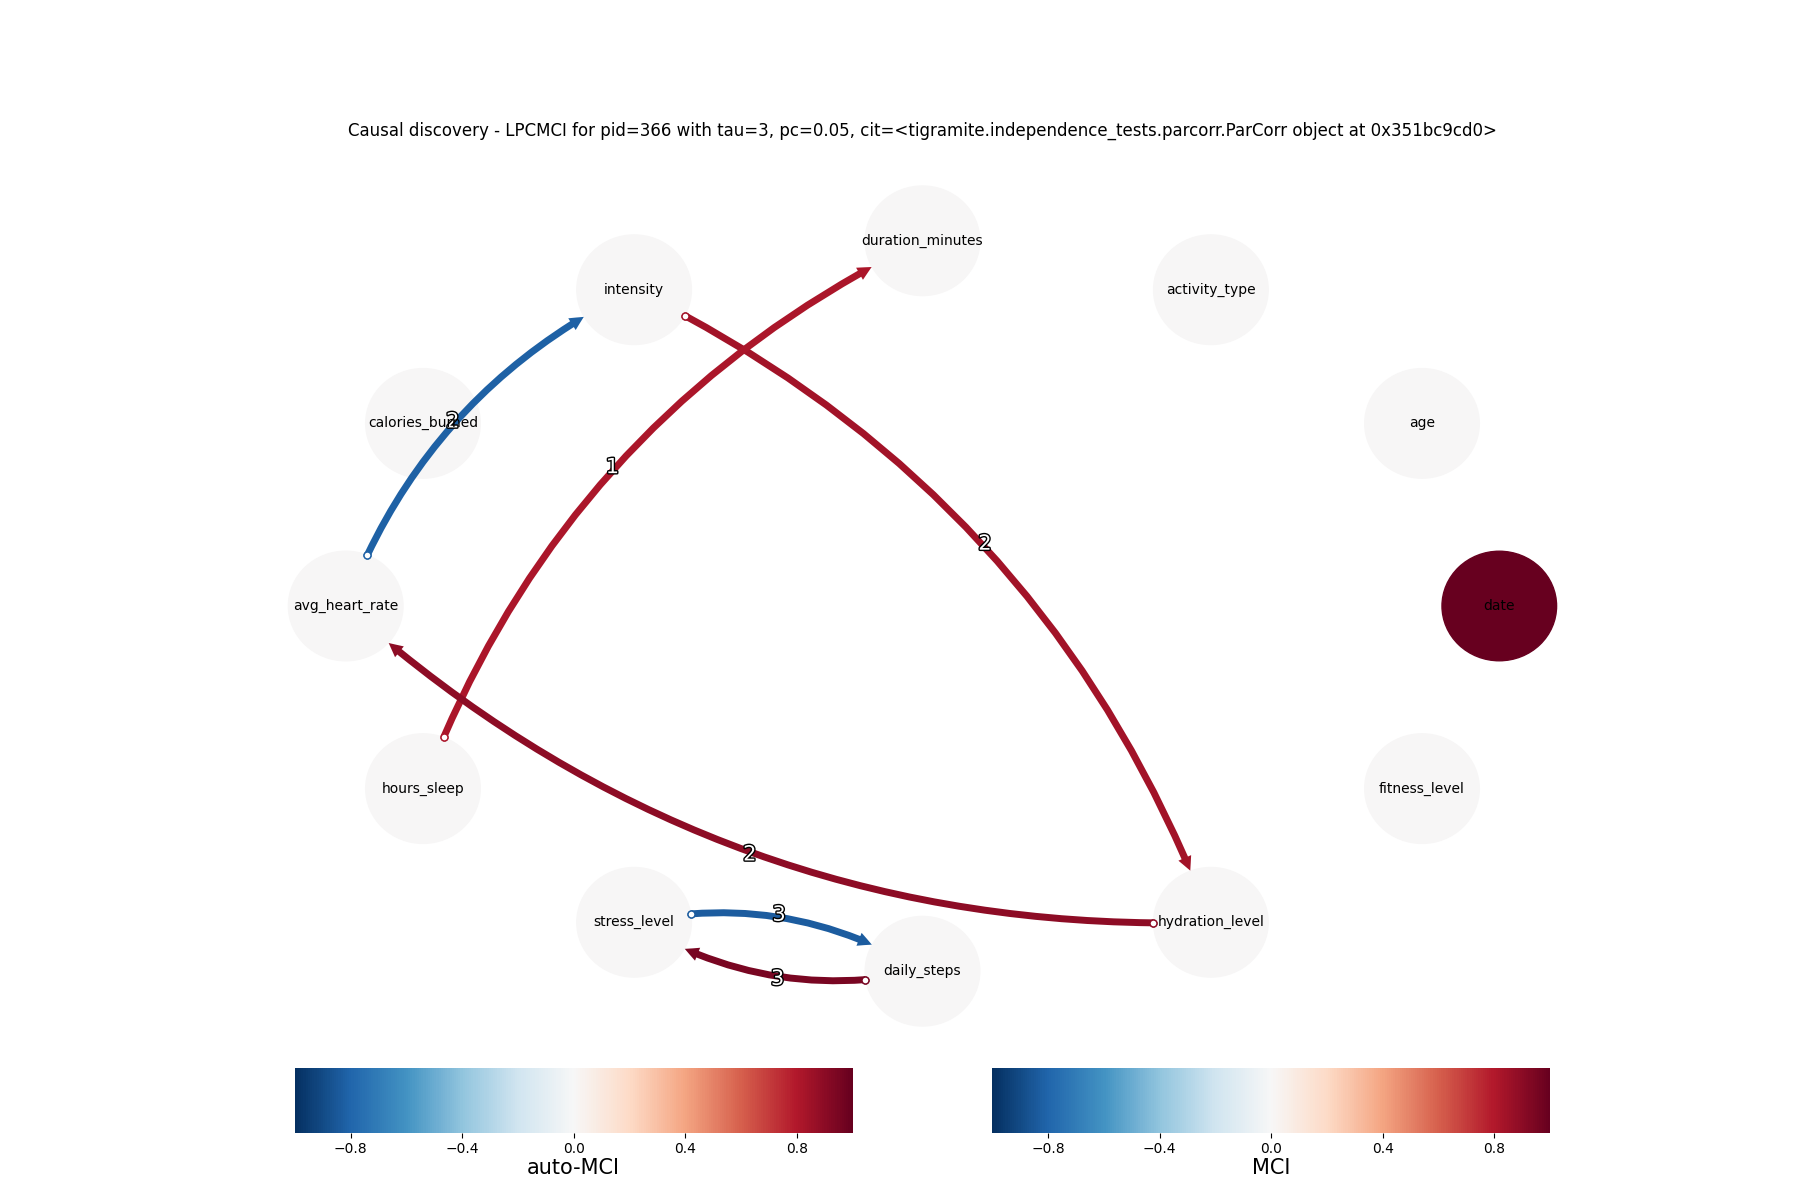 Causal discovery - LPCMCI for pid=366 with tau=3, pc=0.05, cit=<tigramite.independence_tests.parcorr.ParCorr object at 0x351bc9cd0>
duration_minutes
intensity
activity_type
calories_burned
2
age
1
2
avg_heart_rate
date
hours_sleep
fitness_level
2
stress_level
3
hydration_level
daily_steps
3
−0.8 −0.4 0.0 0.4 0.8
auto-MCI
−0.8 −0.4 0.0 0.4 0.8
MCI